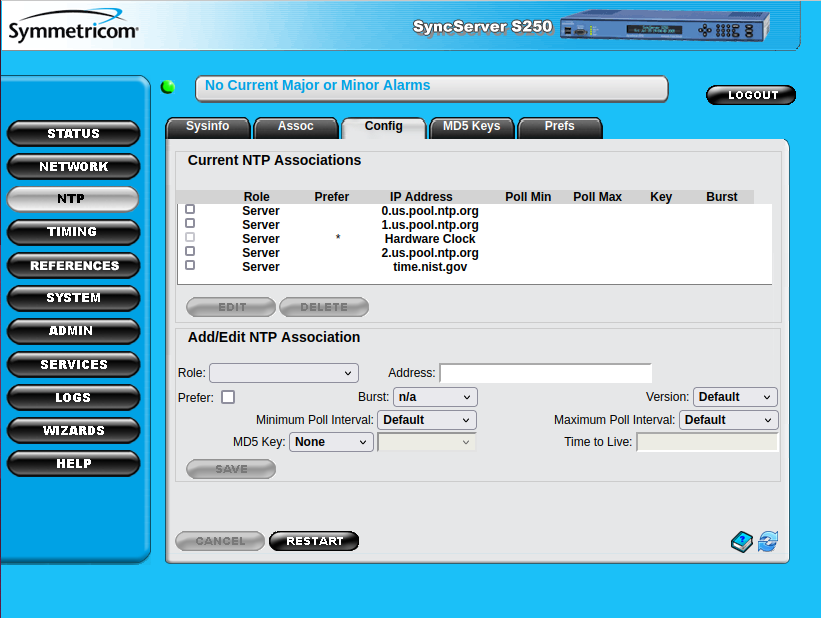 Symmetricom®
SyncServer S250
No Current Major or Minor Alarms
LOGOUT
STATUS
NETWORK
NTP
TIMING
REFERENCES
SYSTEM
ADMIN
SERVICES
LOGS
WIZARDS
HELP
Sysinfo Assoc Config MD5 Keys Prefs
Current NTP Associations
Role Prefer IP Address Poll Min Poll Max Key Burst
Server 0.us.pool.ntp.org
Server 1.us.pool.ntp.org
Server * Hardware Clock
Server 2.us.pool.ntp.org
Server time.nist.gov
EDIT DELETE
Add/Edit NTP Association
Role: Address:
Prefer: Burst: n/a Version: Default
Minimum Poll Interval: Default Maximum Poll Interval: Default
MD5 Key: None Time to Live:
SAVE
CANCEL RESTART